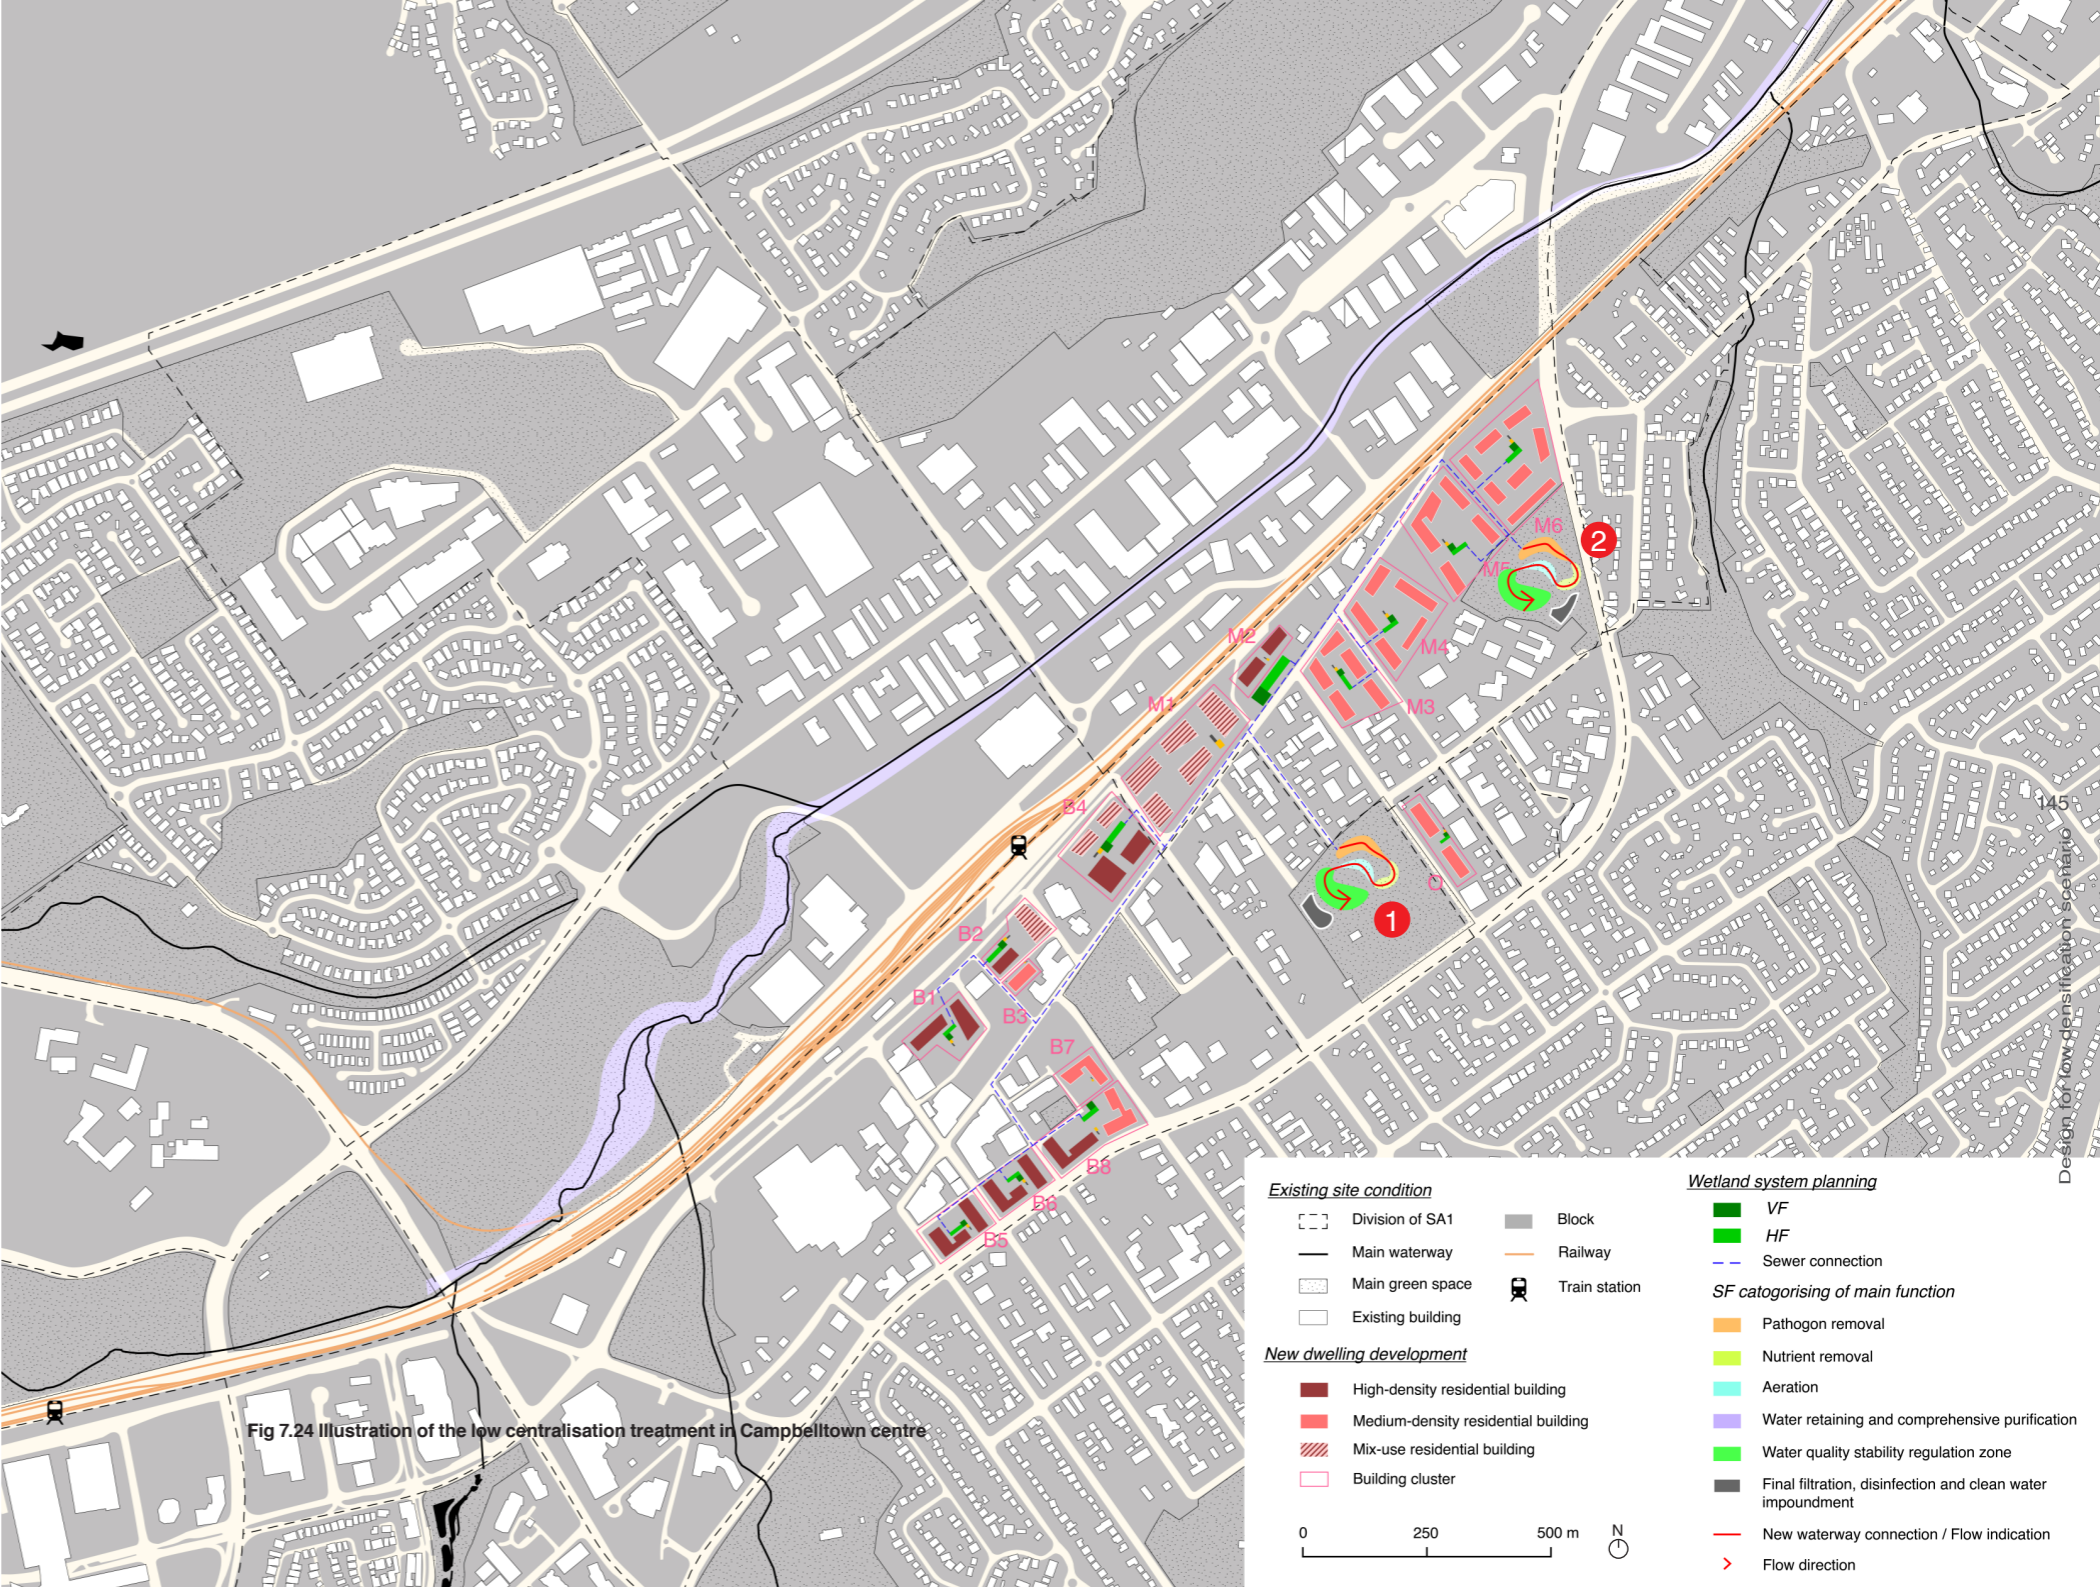 M6
2
M5
M2
M4
M1
M3
B4
145
Q
1
B2
B1
B3
B7
B8
B6
B5
Design for low-densification scenario
Fig 7.24 Illustration of the low centralisation treatment in Campbelltown centre
Existing site condition
Division of SA1
Block
Main waterway
Railway
Main green space
Train station
Existing building
New dwelling development
High-density residential building
Medium-density residential building
Mix-use residential building
Building cluster
0 250 500 m
N
Wetland system planning
VF
HF
Sewer connection
SF catogorising of main function
Pathogon removal
Nutrient removal
Aeration
Water retaining and comprehensive purification
Water quality stability regulation zone
Final filtration, disinfection and clean water
impoundment
New waterway connection / Flow indication
Flow direction